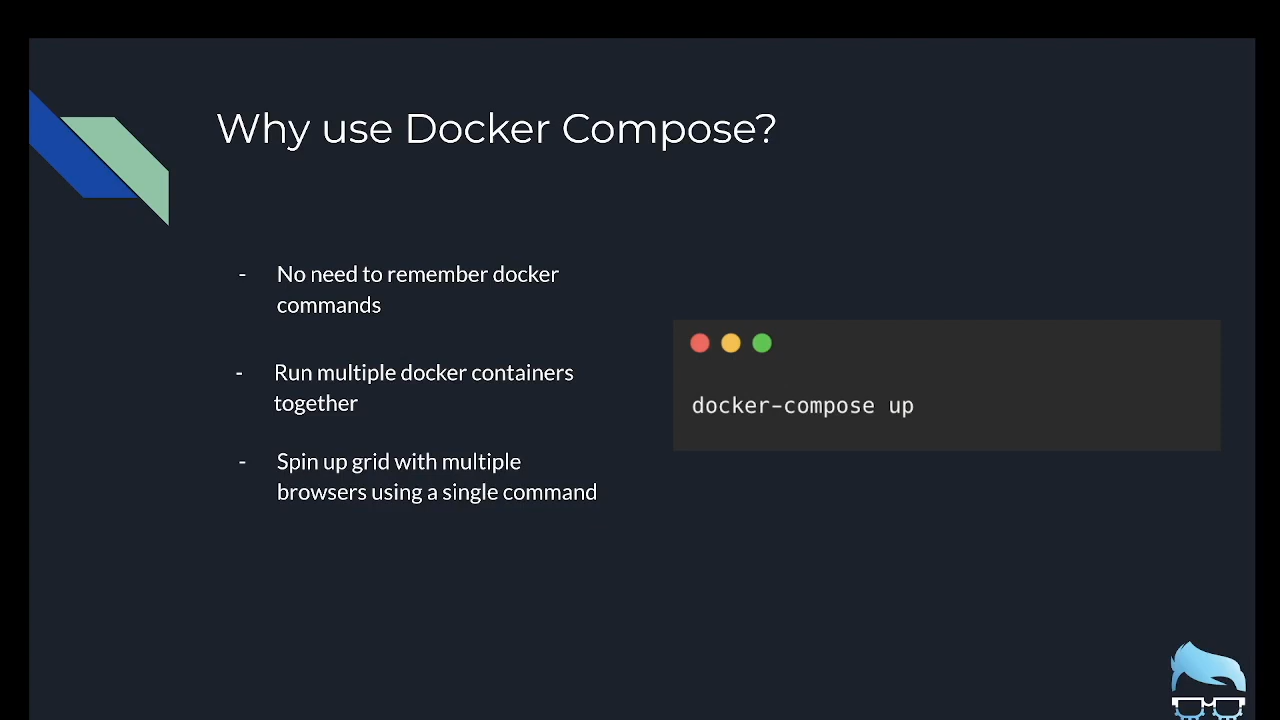 Why use Docker Compose?
- No need to remember docker
commands
- Run multiple docker containers
together
- Spin up grid with multiple
browsers using a single command
docker-compose up